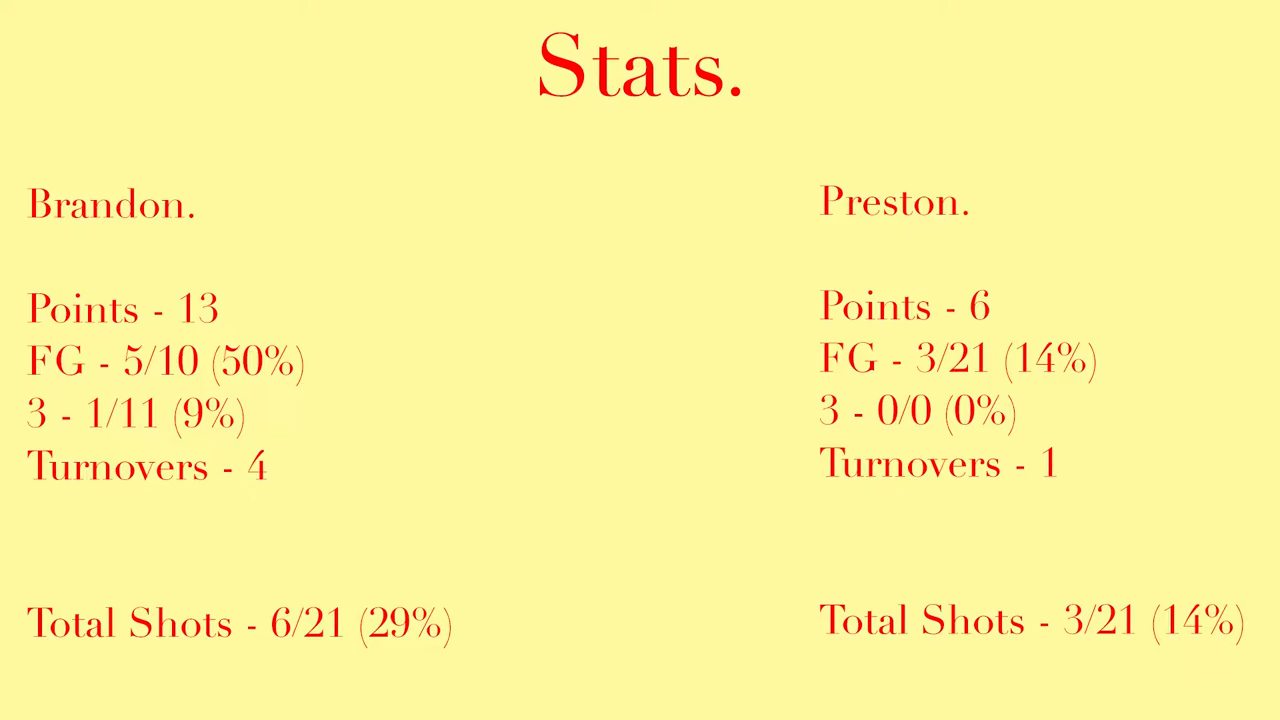 Stats.
Brandon.
Points - 13
FG - 5/10 (50%)
3 - 1/11 (9%)
Turnovers - 4
Total Shots - 6/21 (29%)
Preston.
Points - 6
FG - 3/21 (14%)
3 - 0/0 (0%)
Turnovers - 1
Total Shots - 3/21 (14%)